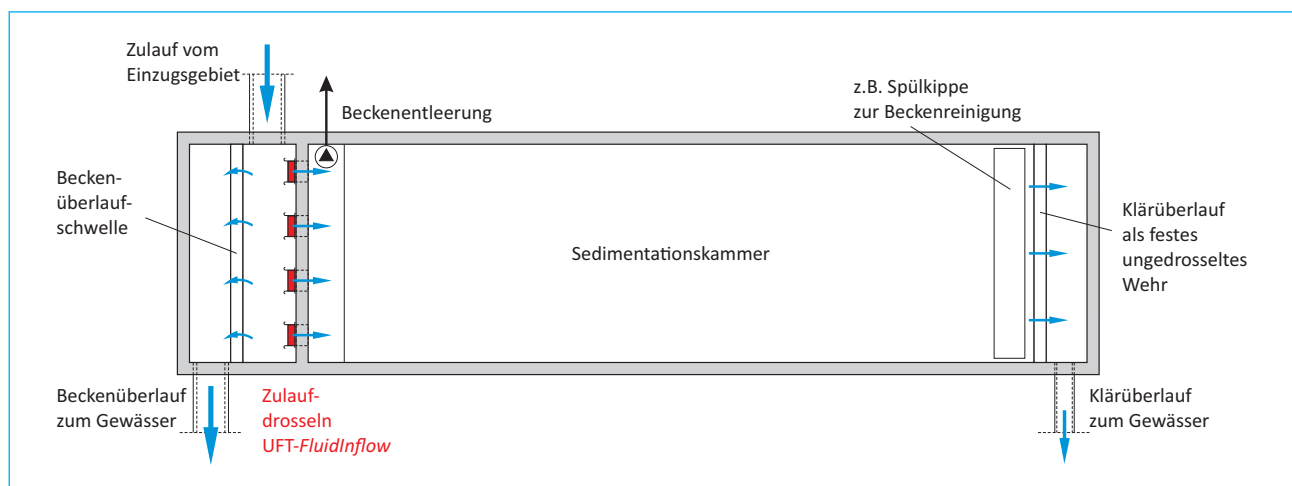 Zulauf vom
Einzugsgebiet
Beckenentleerung
z.B. Spülkippe
zur Beckenreinigung
Becken-
überlauf-
schwelle
Sedimentationskammer
Klärüberlauf
als festes
ungedrosseltes
Wehr
Beckenüberlauf
zum Gewässer
Zulauf-
drosseln
UFT-FluidInflow
Klärüberlauf
zum Gewässer